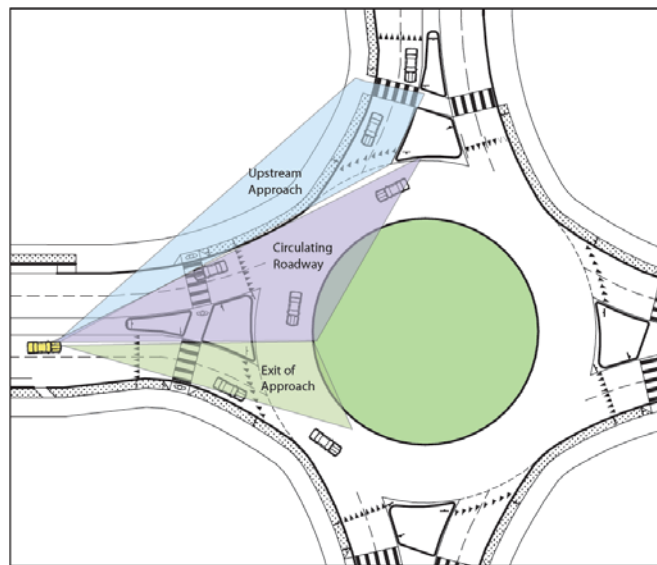 Upstream
Approach
Circulating
Roadway
Exit of
Approach